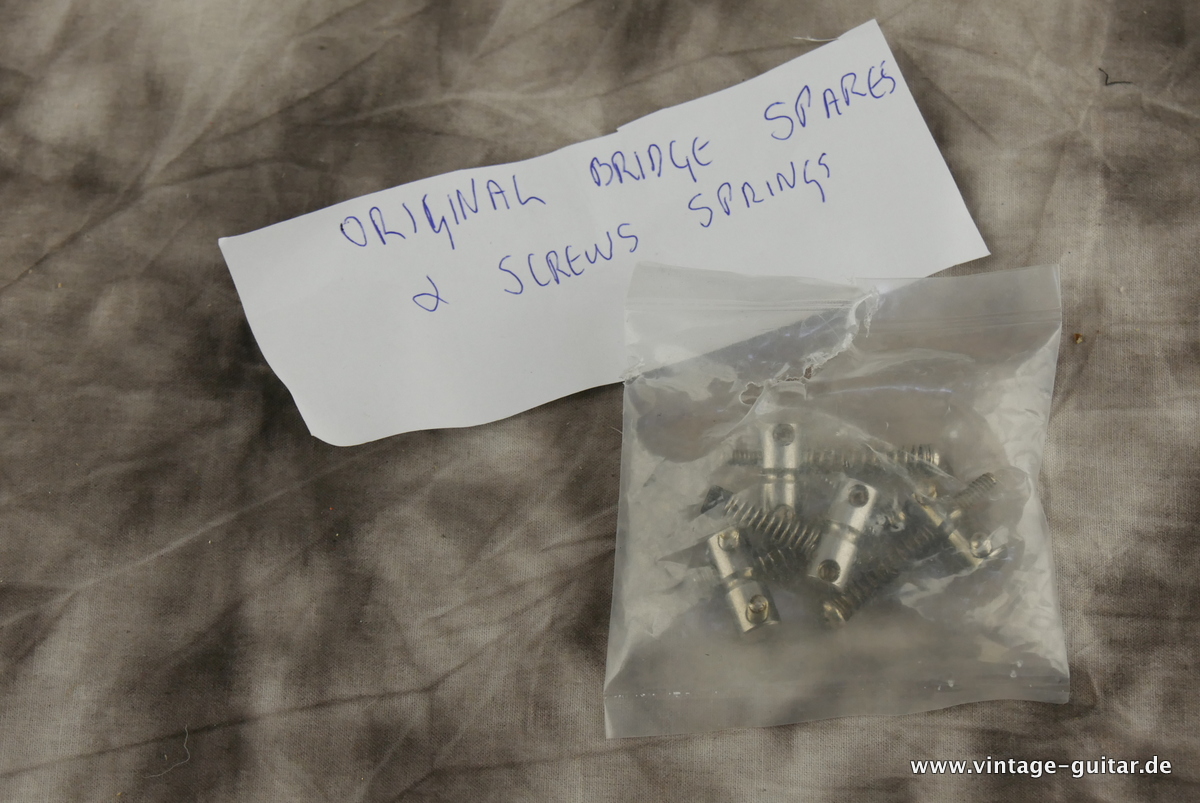 ORIGINAL BRIDGE SPARES
& SCREWS SPRINGS
www.vintage-guitar.de